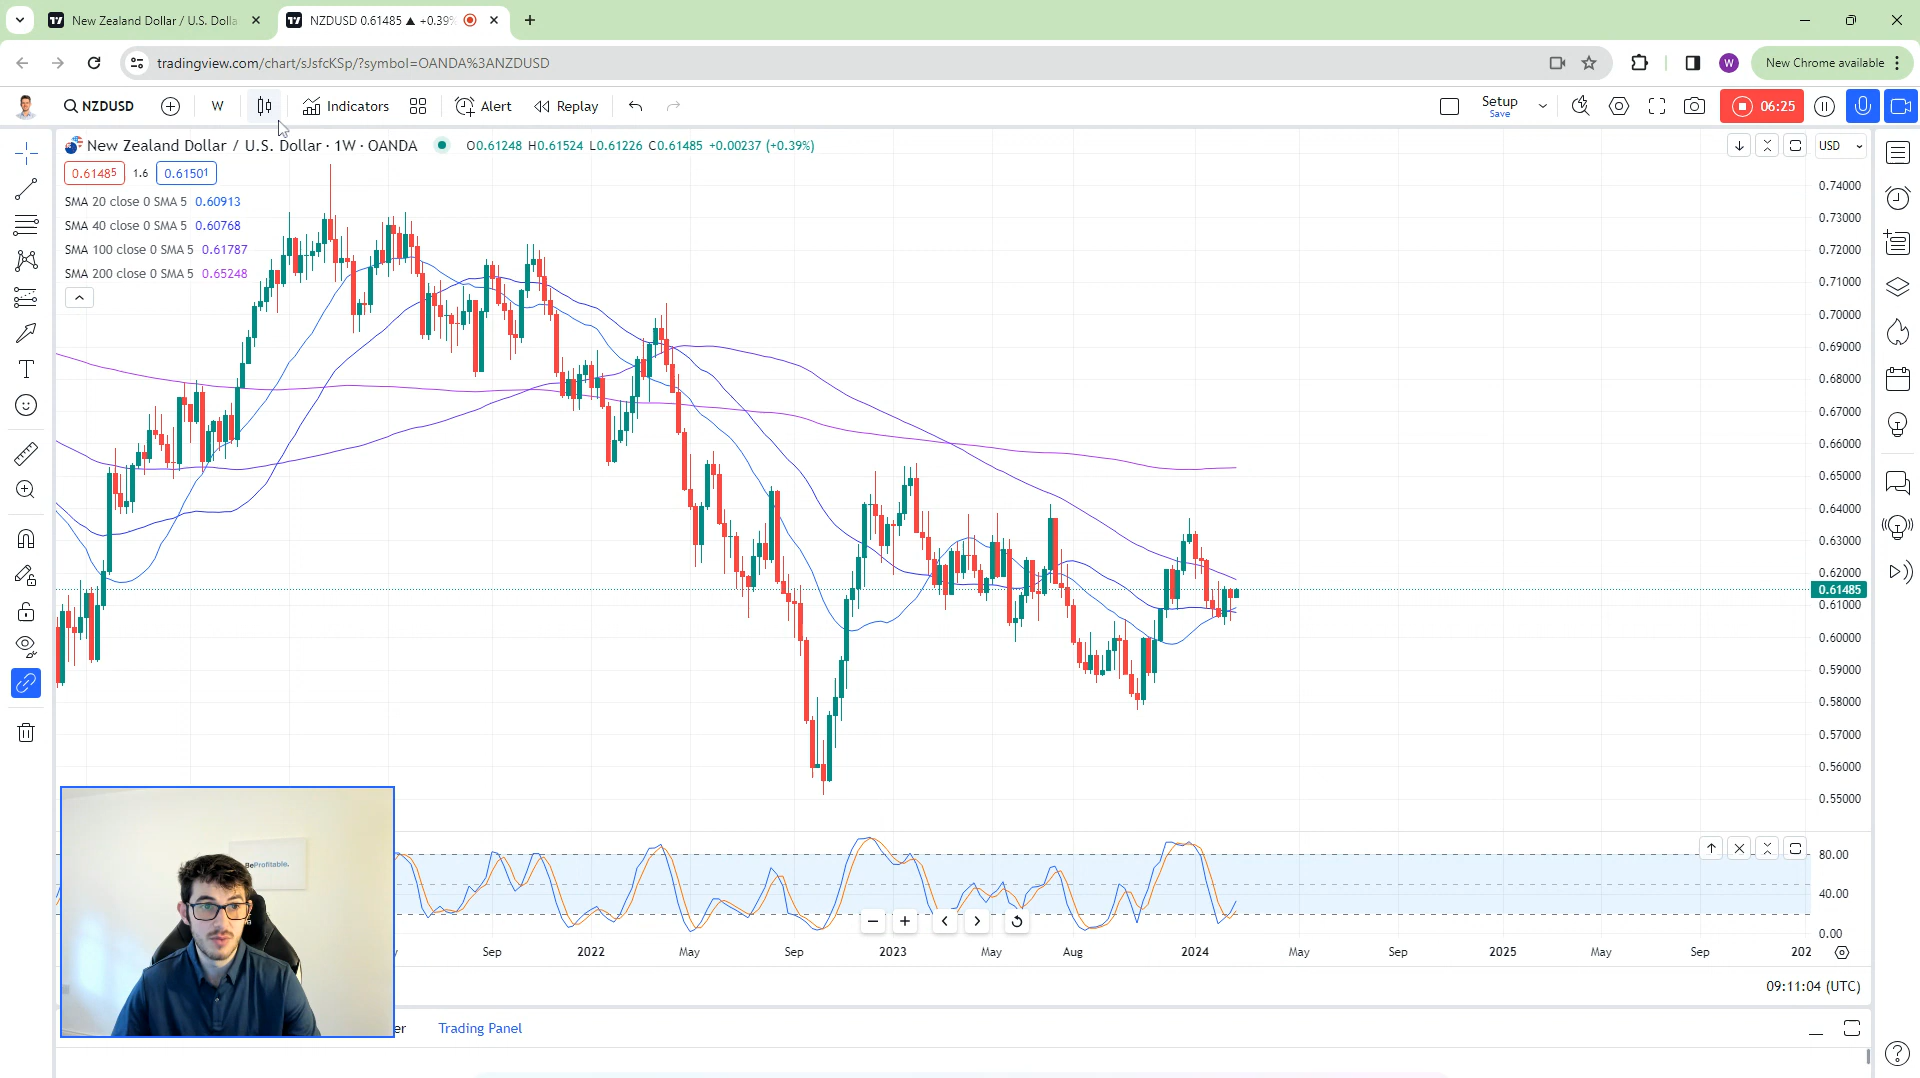 New Zealand Dollar / U.S. Dolla
NZDUSD 0.61485 ▲ +0.39%
tradingview.com/chart/sJsfcKSp/?symbol=OANDA%3ANZDUSD
W
New Chrome available
NZDUSD
W
Indicators
Alert
Replay
Setup
Save
06:25
New Zealand Dollar / U.S. Dollar · 1W · OANDA
O0.61248 H0.61524 L0.61226 C0.61485 +0.00237 (+0.39%)
USD
0.61485
1.6
0.61501
SMA 20 close 0 SMA 5 0.60913
SMA 40 close 0 SMA 5 0.60768
SMA 100 close 0 SMA 5 0.61787
SMA 200 close 0 SMA 5 0.65248
0.74000
0.73000
0.72000
0.71000
0.70000
0.69000
0.68000
0.67000
0.66000
0.65000
0.64000
0.63000
0.62000
0.61485
0.61000
0.60000
0.59000
0.58000
0.57000
0.56000
0.55000
80.00
40.00
0.00
BeProfitable.
Sep
2022
May
Sep
2023
May
Aug
2024
May
Sep
2025
May
Sep
202
09:11:04 (UTC)
er
Trading Panel